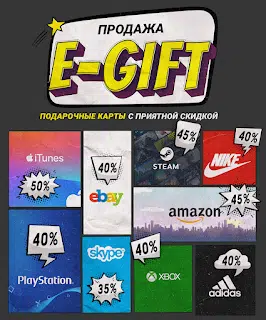 ПРОДАЖА
E-GIFT
ПОДАРОЧНЫЕ КАРТЫ С ПРИЯТНОЙ СКИДКОЙ
iTunes
50%
40%
ebay
45%
STEAM
40%
NIKE
amazon
45%
40%
PlayStation
skype
35%
40%
XBOX
40%
adidas